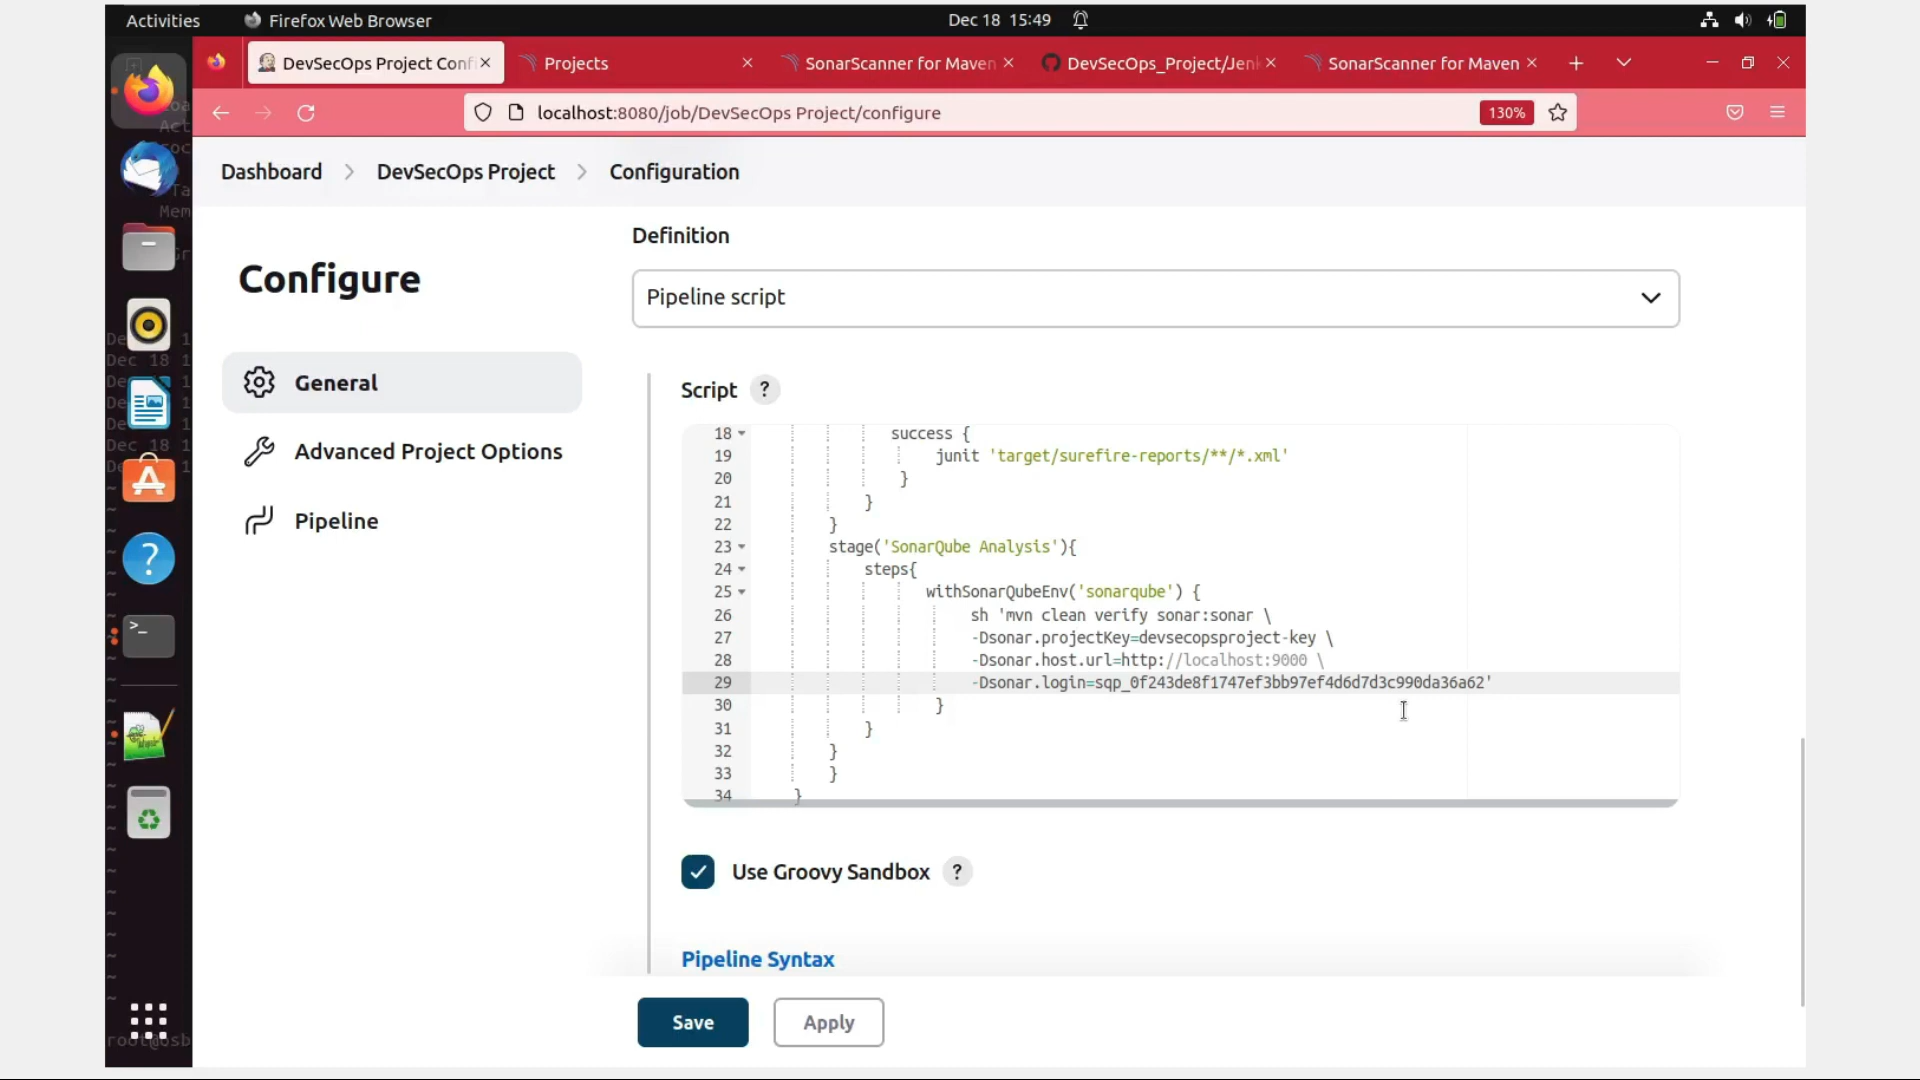 Activities
Firefox Web Browser
Dec 18 15:49
DevSecOps Project Conf
Projects
SonarScanner for Maven
DevSecOps_Project/Jen
SonarScanner for Maven
localhost:8080/job/DevSecOps Project/configure
130%
Dashboard
DevSecOps Project
Configuration
Configure
General
Advanced Project Options
Pipeline
Definition
Pipeline script
Script ?
18 success {
19 junit 'target/surefire-reports/**/*.xml'
20 }
21 }
22 }
23 stage('SonarQube Analysis'){
24 steps{
25 withSonarQubeEnv('sonarqube') {
26 sh 'mvn clean verify sonar:sonar \
27 -Dsonar.projectKey=devsecopsproject-key \
28 -Dsonar.host.url=http://localhost:9000 \
29 -Dsonar.login=sqp_0f243de8f1747ef3bb97ef4d6d7d3c990da36a62'
30 }
31 }
32 }
33 }
34 }
Use Groovy Sandbox ?
Pipeline Syntax
Save
Apply